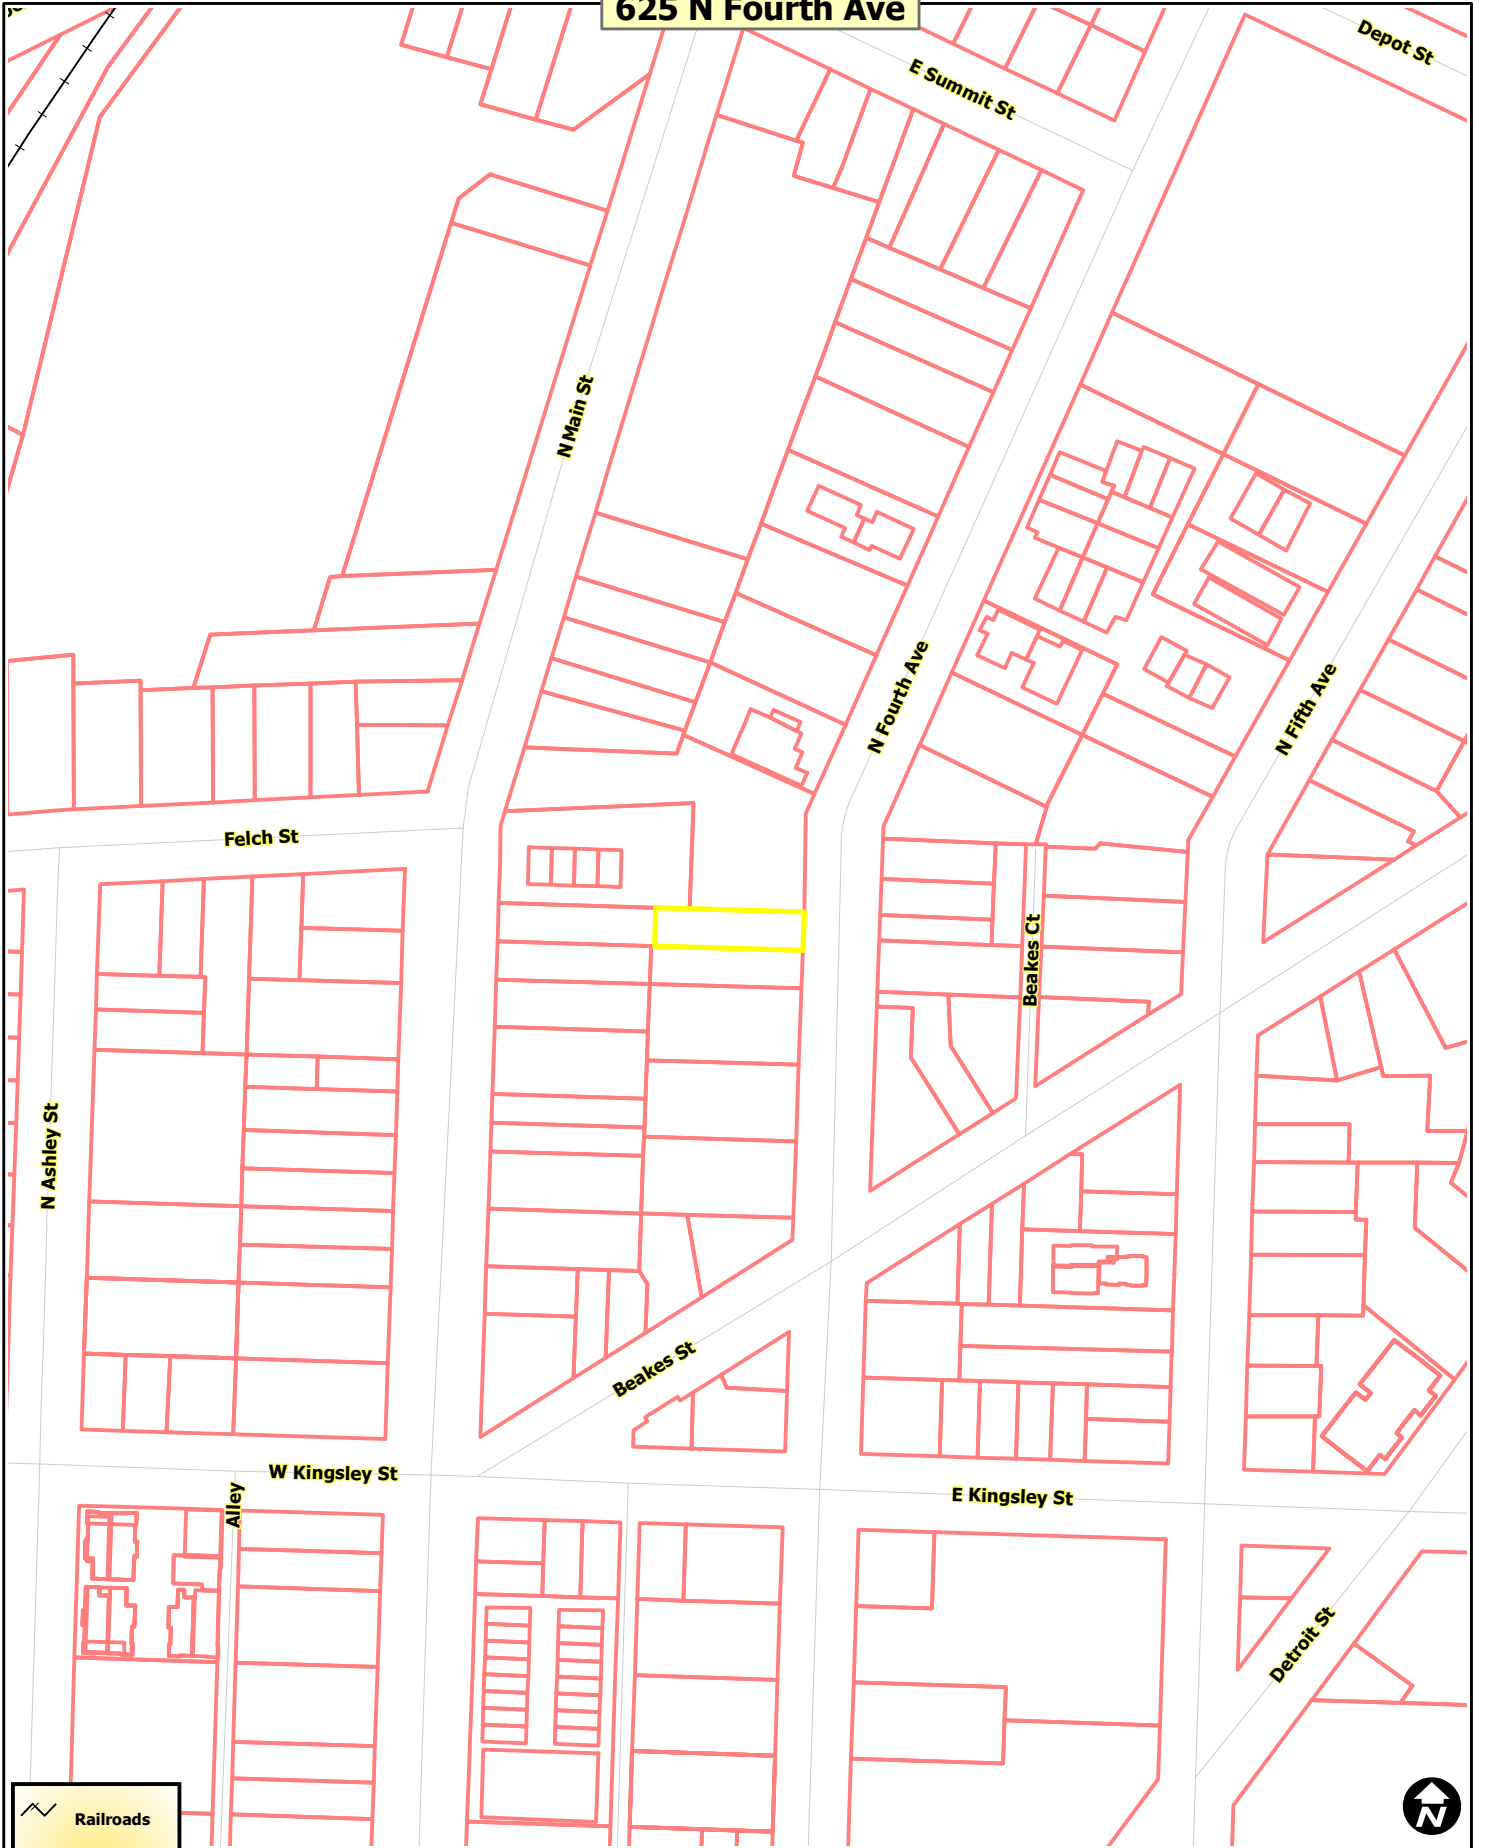 625 N Fourth Ave
Depot St
E Summit St
N Main St
N Fourth Ave
N Fifth Ave
Felch St
Beakes Ct
N Ashley St
Beakes St
W Kingsley St
Alley
E Kingsley St
Detroit St
Railroads
N